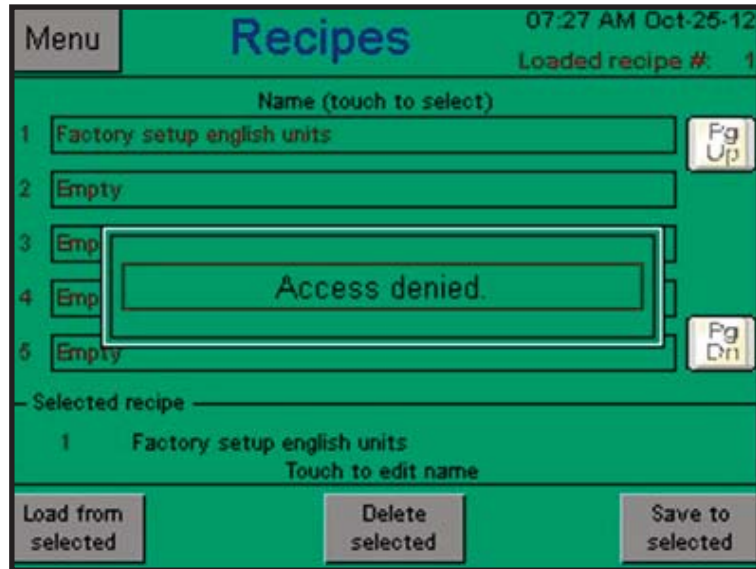 Menu
Recipes
07:27 AM Oct-25-12
Loaded recipe #: 1
Name (touch to select)
1 Factory setup english units
Pg Up
2 Empty
3 Emp
Access denied.
4 Emp
5 Empty
Pg Dn
Selected recipe
1 Factory setup english units
Touch to edit name
Load from selected
Delete selected
Save to selected